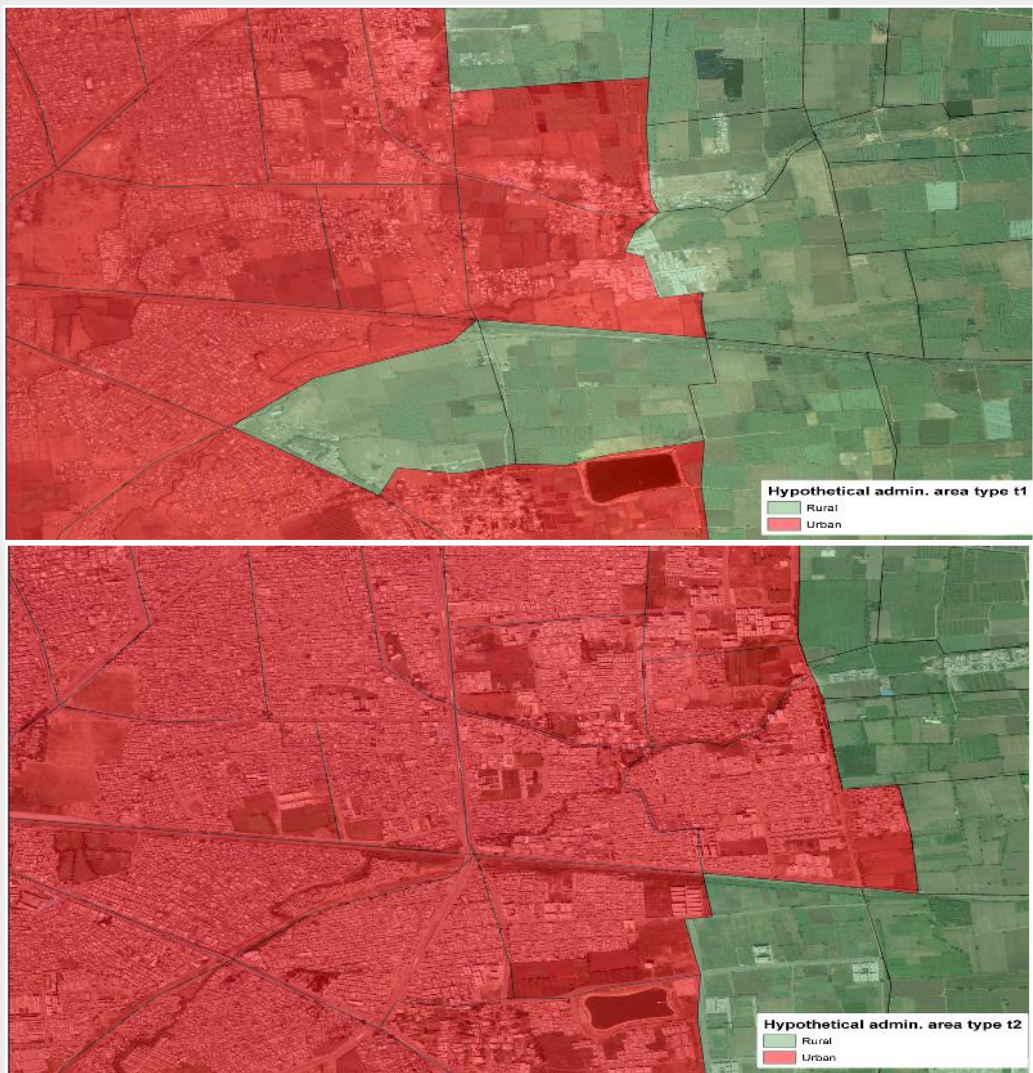 Hypothetical admin. area type t1
Rural
Urban
Hypothetical admin. area type t2
Rural
Urban